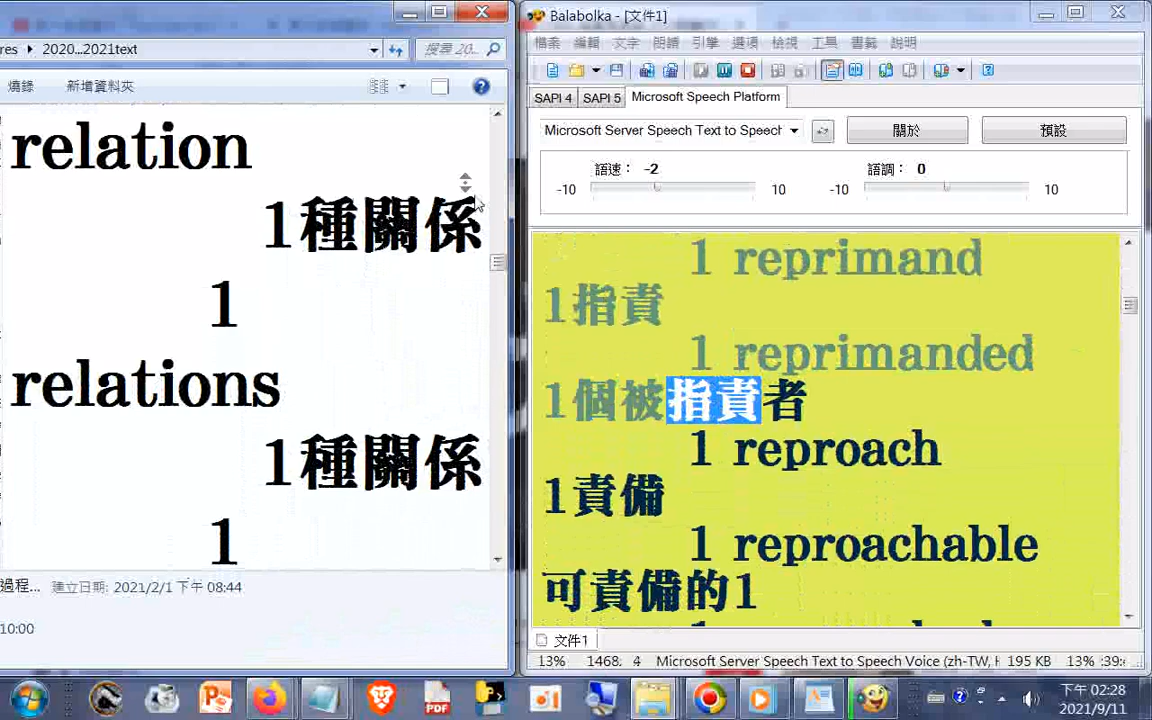 res ▸ 2020...2021text
搜尋 20...
燒錄 新增資料夾
relation
1種關係
1
relations
1種關係
1
過程... 建立日期: 2021/2/1 下午 08:44
10:00
Balabolka - [文件1]
檔案 編輯 文字 朗讀 引擎 選項 檢視 工具 書籤 說明
SAPI 4 SAPI 5 Microsoft Speech Platform
Microsoft Server Speech Text to Speech 關於 預設
語速: -2 語調: 0
-10 10 -10 10
1 reprimand
1指責
1 reprimanded
1個被指責者
1 reproach
1責備
1 reproachable
可責備的1
文件1
13% 1468. 4 Microsoft Server Speech Text to Speech Voice (zh-TW, 195 KB 13%
下午 02:28
2021/9/11